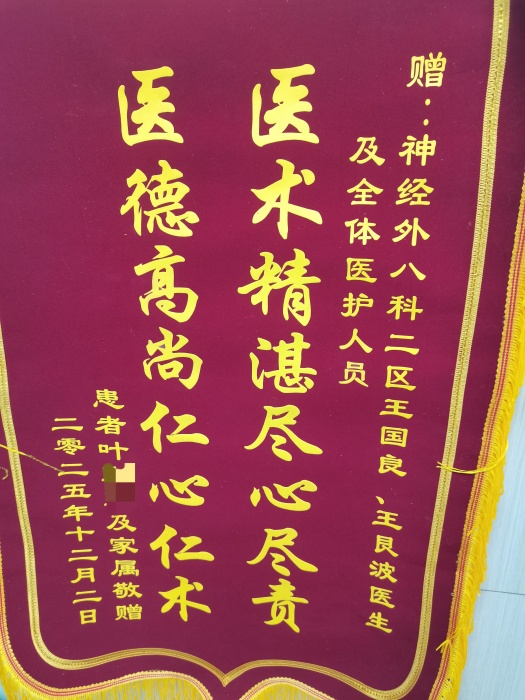 赠：神经外八科二区王国良、王艮波医生
及全体医护人员
医术精湛尽心尽责
医德高尚仁心仁术
患者叶 及家属敬赠
二零二五年十二月二日